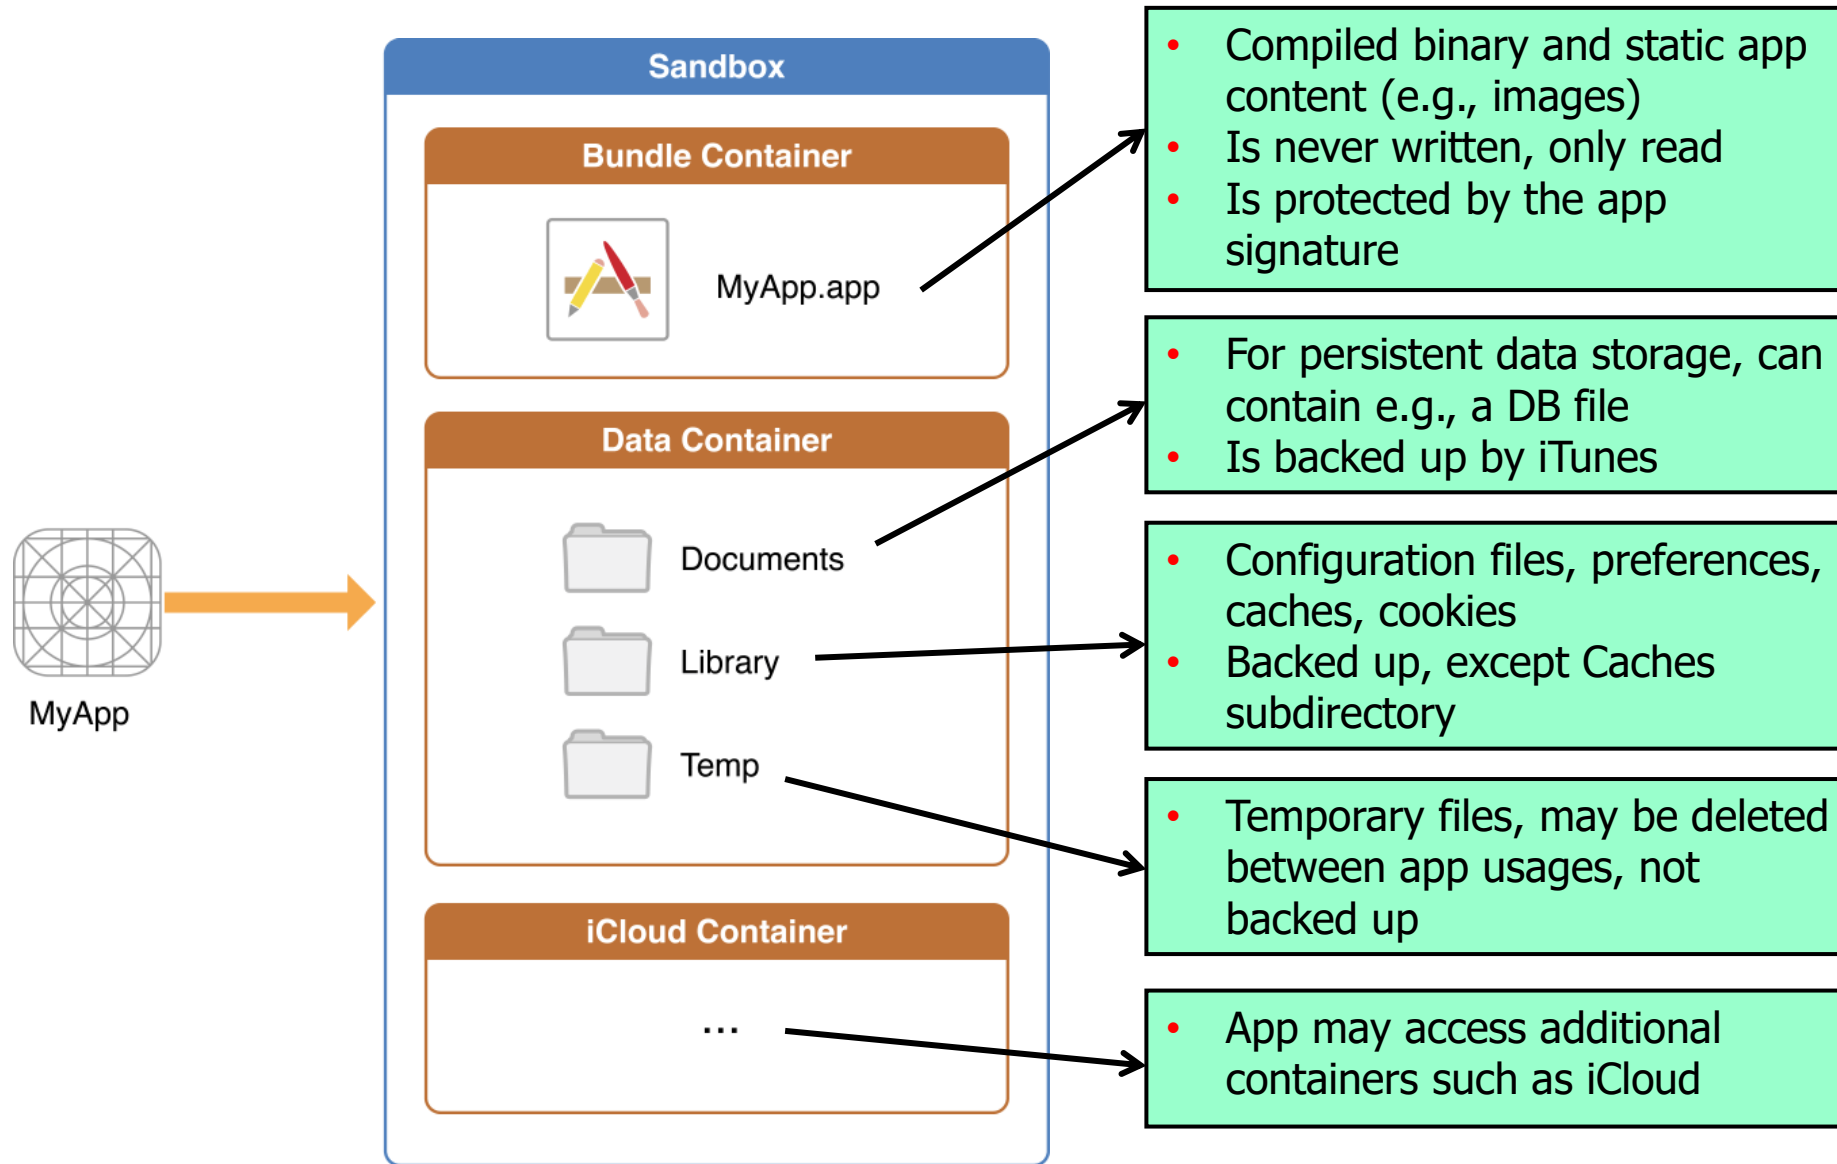 MyApp
Sandbox
Bundle Container
MyApp.app
Data Container
Documents
Library
Temp
iCloud Container
...
• Compiled binary and static app
content (e.g., images)
• Is never written, only read
• Is protected by the app
signature
• For persistent data storage, can
contain e.g., a DB file
• Is backed up by iTunes
• Configuration files, preferences,
caches, cookies
• Backed up, except Caches
subdirectory
• Temporary files, may be deleted
between app usages, not
backed up
• App may access additional
containers such as iCloud